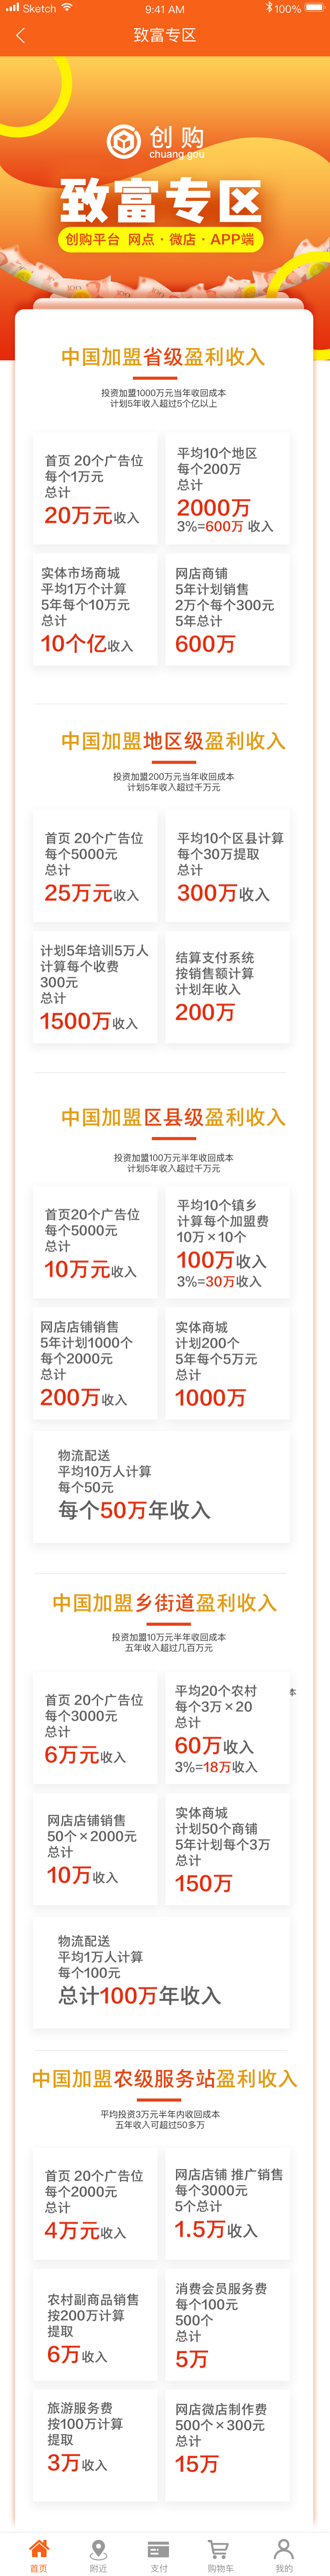 Sketch
9:41 AM
100%
致富专区
创购
chuang gou
致富专区
创购平台 网点 · 微店 · APP端
中国加盟省级盈利收入
投资加盟1000万元当年收回成本
计划5年收入超过5个亿以上
首页 20个广告位
每个1万元
总计
20万元收入
平均10个地区
每个200万
总计
2000万
3%=600万 收入
实体市场商城
平均1万个计算
5年每个10万元
总计
10个亿收入
网店商铺
5年计划销售
2万个每个300元
5年总计
600万
中国加盟地区级盈利收入
投资加盟200万元当年收回成本
计划5年收入超过千万元
首页 20个广告位
每个5000元
总计
25万元收入
平均10个区县计算
每个30万提取
总计
300万收入
计划5年培训5万人
计算每个收费
300元
总计
1500万收入
结算支付系统
按销售额计算
计划年收入
200万
中国加盟区县级盈利收入
投资加盟100万元半年收回成本
计划5年收入超过千万元
首页20个广告位
每个5000元
总计
10万元收入
平均10个镇乡
计算每个加盟费
10万×10个
100万收入
3%=30万收入
网店店铺销售
5年计划1000个
每个2000元
总计
200万收入
实体商城
计划200个
5年每个5万元
总计
1000万
物流配送
平均10万人计算
每个50元
每个50万年收入
中国加盟乡街道盈利收入
投资加盟10万元半年收回成本
五年收入超过几百万元
首页 20个广告位
每个3000元
总计
6万元收入
平均20个农村
每个3万×20
总计
60万收入
3%=18万收入
网店店铺销售
50个×2000元
总计
10万收入
实体商城
计划50个商铺
5年计划每个3万
总计
150万
物流配送
平均1万人计算
每个100元
总计100万年收入
中国加盟农级服务站盈利收入
平均投资3万元半年内收回成本
五年收入可超过50多万
首页 20个广告位
每个2000元
总计
4万元收入
网店店铺 推广销售
每个3000元
5个总计
1.5万收入
农村副商品销售
按200万计算
提取
6万收入
消费会员服务费
每个100元
500个
总计
5万
旅游服务费
按100万计算
提取
3万收入
网店微店制作费
500个×300元
总计
15万
首页
附近
支付
购物车
我的